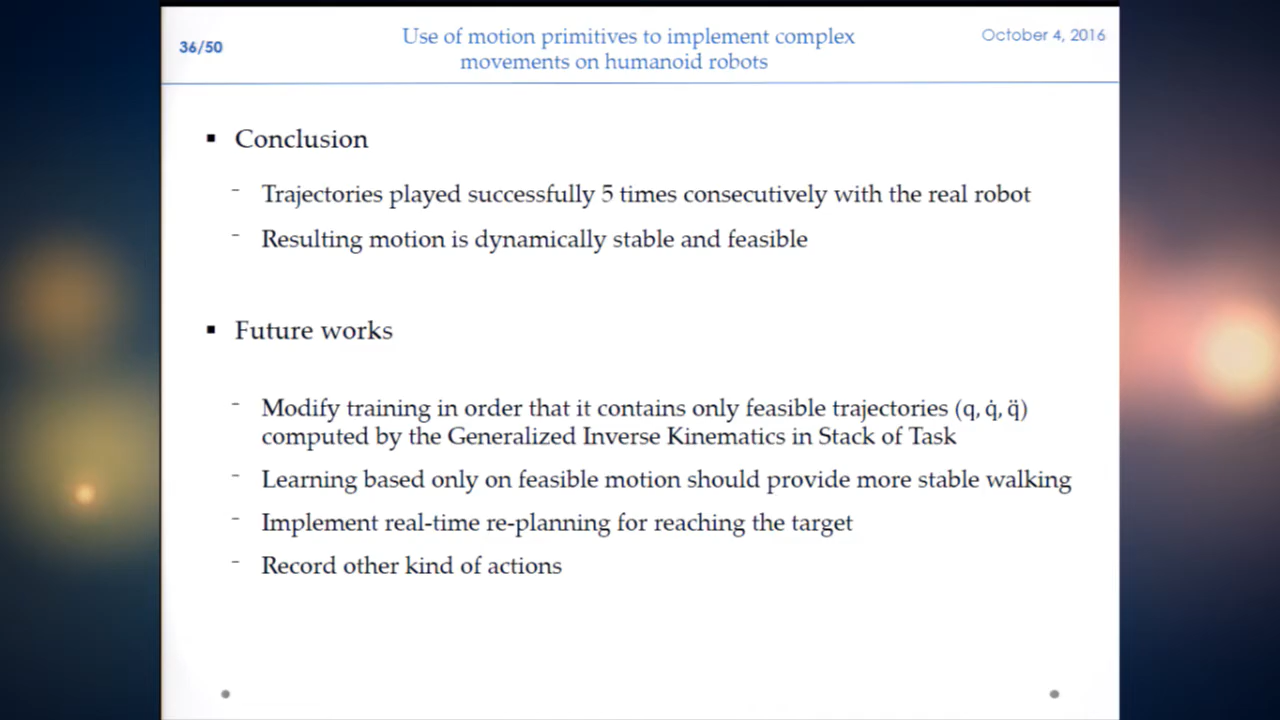 36/50
Use of motion primitives to implement complex
movements on humanoid robots
October 4, 2016
▪ Conclusion
- Trajectories played successfully 5 times consecutively with the real robot
- Resulting motion is dynamically stable and feasible
▪ Future works
- Modify training in order that it contains only feasible trajectories (q, q̇, q̈)
computed by the Generalized Inverse Kinematics in Stack of Task
- Learning based only on feasible motion should provide more stable walking
- Implement real-time re-planning for reaching the target
- Record other kind of actions